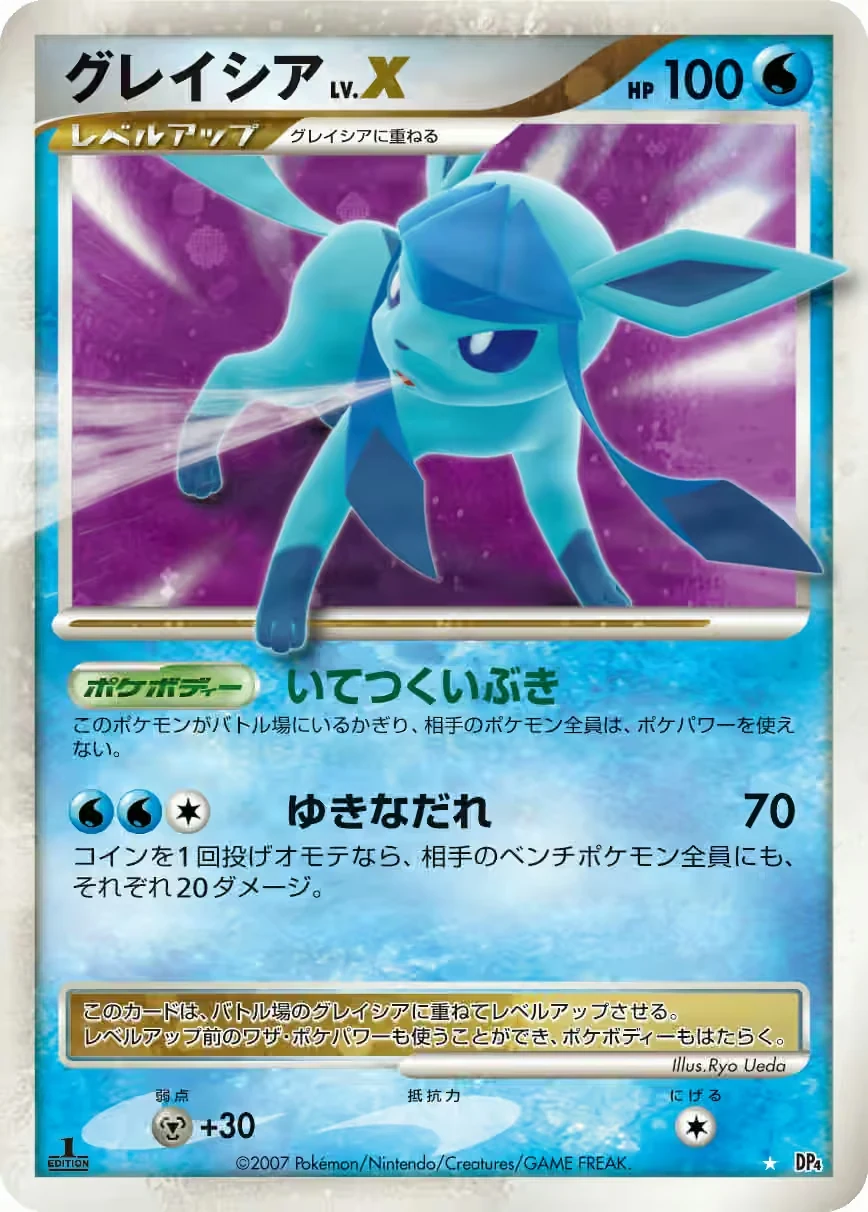 グレイシア LV.X HP 100
レベルアップ グレイシアに重ねる
ポケボディー いてつくいぶき
このポケモンがバトル場にいるかぎり、相手のポケモン全員は、ポケパワーを使え
ない。
ゆきなだれ 70
コインを1回投げオモテなら、相手のベンチポケモン全員にも、
それぞれ20ダメージ。
このカードは、バトル場のグレイシアに重ねてレベルアップさせる。
レベルアップ前のワザ・ポケパワーも使うことができ、ポケボディーもはたらく。
Illus.Ryo Ueda
弱点 抵抗力 にげる
+30
1 EDITION
©2007 Pokémon/Nintendo/Creatures/GAME FREAK.
★ DP4